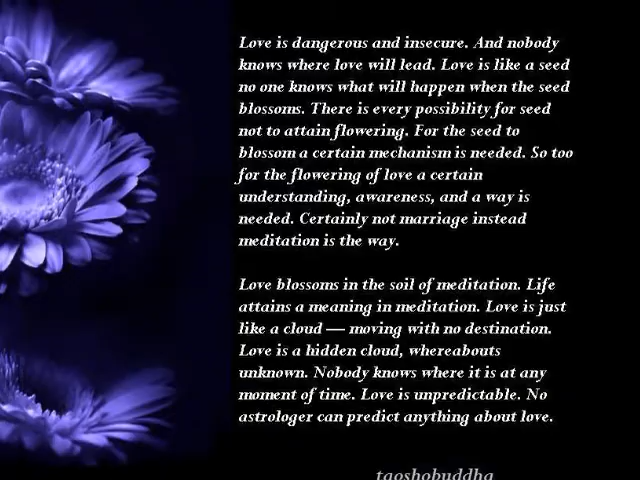 Love is dangerous and insecure. And nobody
knows where love will lead. Love is like a seed
no one knows what will happen when the seed
blossoms. There is every possibility for seed
not to attain flowering. For the seed to
blossom a certain mechanism is needed. So too
for the flowering of love a certain
understanding, awareness, and a way is
needed. Certainly not marriage instead
meditation is the way.
Love blossoms in the soil of meditation. Life
attains a meaning in meditation. Love is just
like a cloud — moving with no destination.
Love is a hidden cloud, whereabouts
unknown. Nobody knows where it is at any
moment of time. Love is unpredictable. No
astrologer can predict anything about love.
taoshobuddha